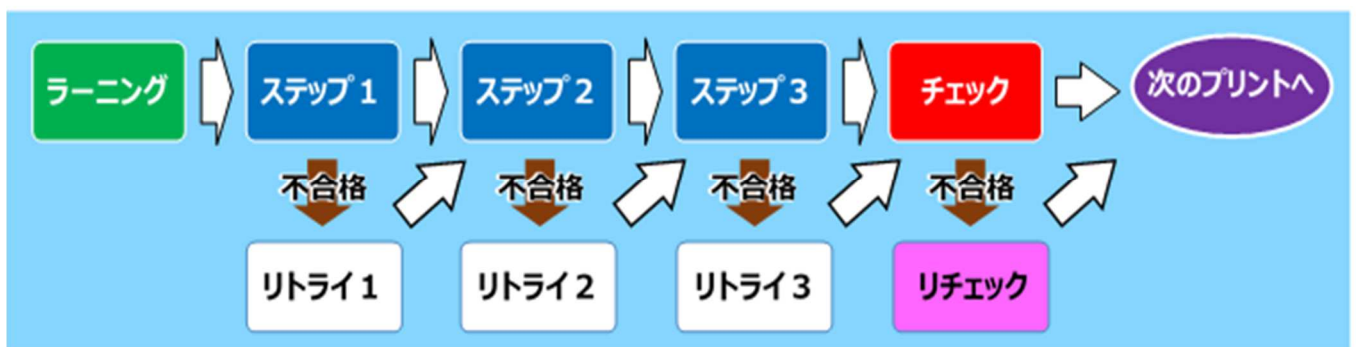 ラーニング
ステップ1
ステップ2
ステップ3
チェック
次のプリントへ
不合格
不合格
不合格
不合格
リトライ1
リトライ2
リトライ3
リチェック